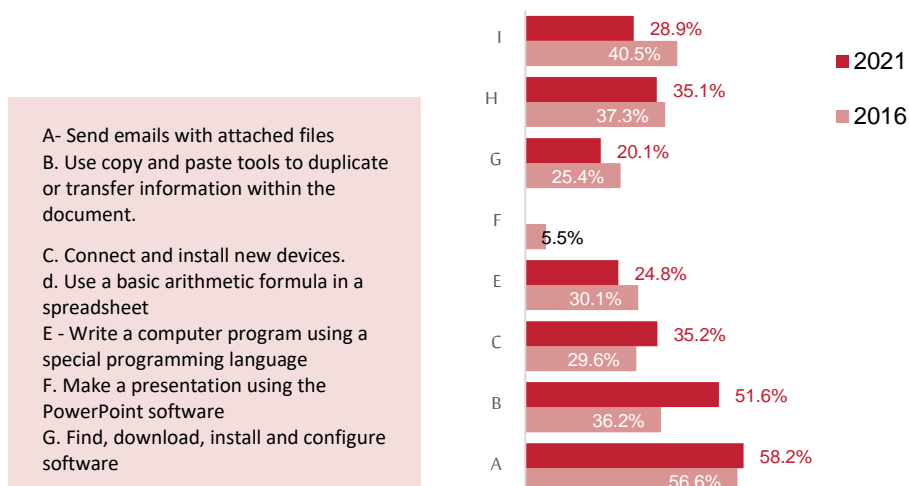 A- Send emails with attached files
B. Use copy and paste tools to duplicate
or transfer information within the
document.
C. Connect and install new devices.
d. Use a basic arithmetic formula in a
spreadsheet
E - Write a computer program using a
special programming language
F. Make a presentation using the
PowerPoint software
G. Find, download, install and configure
software
I
28.9%
40.5%
H
35.1%
37.3%
G
20.1%
25.4%
F
5.5%
E
24.8%
30.1%
C
35.2%
29.6%
B
51.6%
36.2%
A
58.2%
56.6%
2021
2016